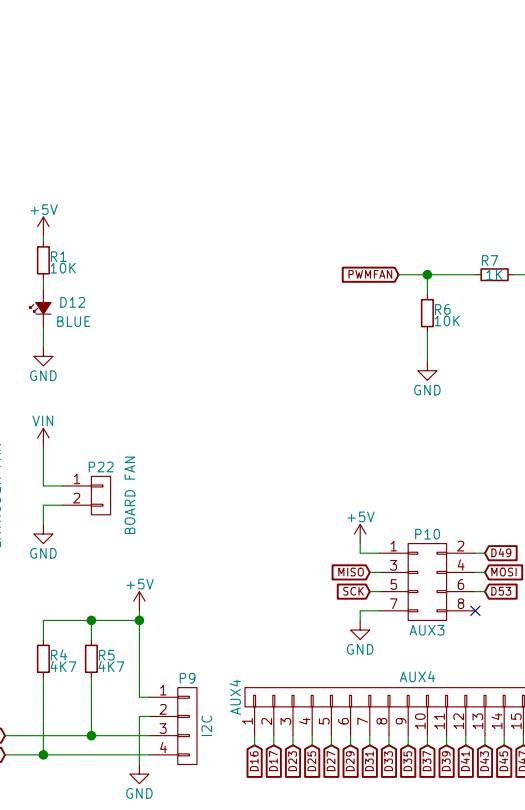 +5V
R1
10K
D12
BLUE
GND
PWMFAN
R7
1K
R6
10K
GND
VIN
P22
1
2
BOARD FAN
GND
+5V
P10
1
2
D49
MISO
3
4
MOSI
SCK
5
6
D53
7
8
AUX3
GND
+5V
R4
4K7
R5
4K7
P9
1
2
3
4
I2C
GND
AUX4
AUX4
1 2 3 4 5 6 7 8 9 10 11 12 13 14 15
D16 D17 D23 D25 D27 D29 D31 D33 D35 D37 D39 D41 D43 D45 D47